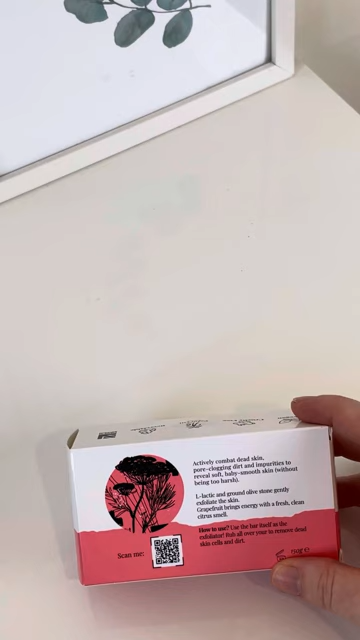 Actively combat dead skin,
pore-clogging dirt and impurities to
reveal soft, baby-smooth skin (without
being too harsh).
L-lactic and ground olive stone gently
exfoliate the skin.
Grapefruit brings energy with a fresh, clean
citrus smell.
How to use? Use the bar itself as the
exfoliator! Rub all over your to remove dead
skin cells and dirt.
Scan me:
110g e